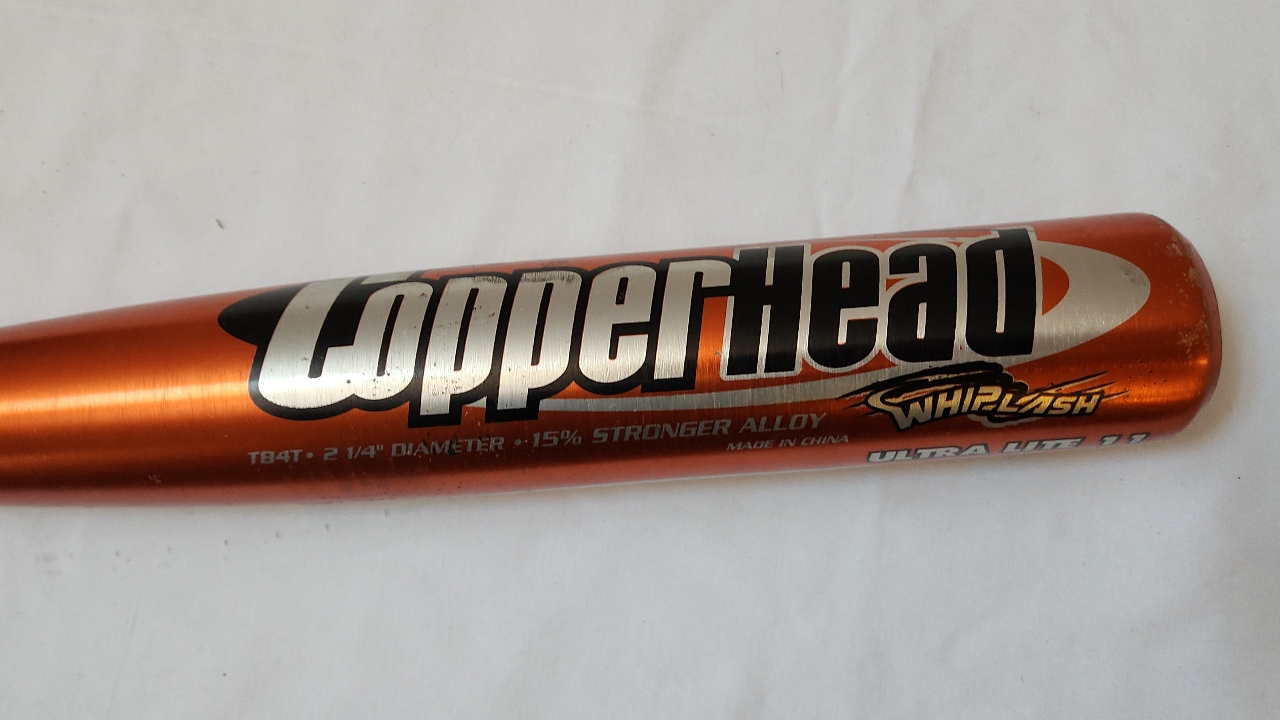 CopperHead
WHIPLASH
TB4T • 2 1/4" DIAMETER • 15% STRONGER ALLOY
MADE IN CHINA
ULTRA LITE 11